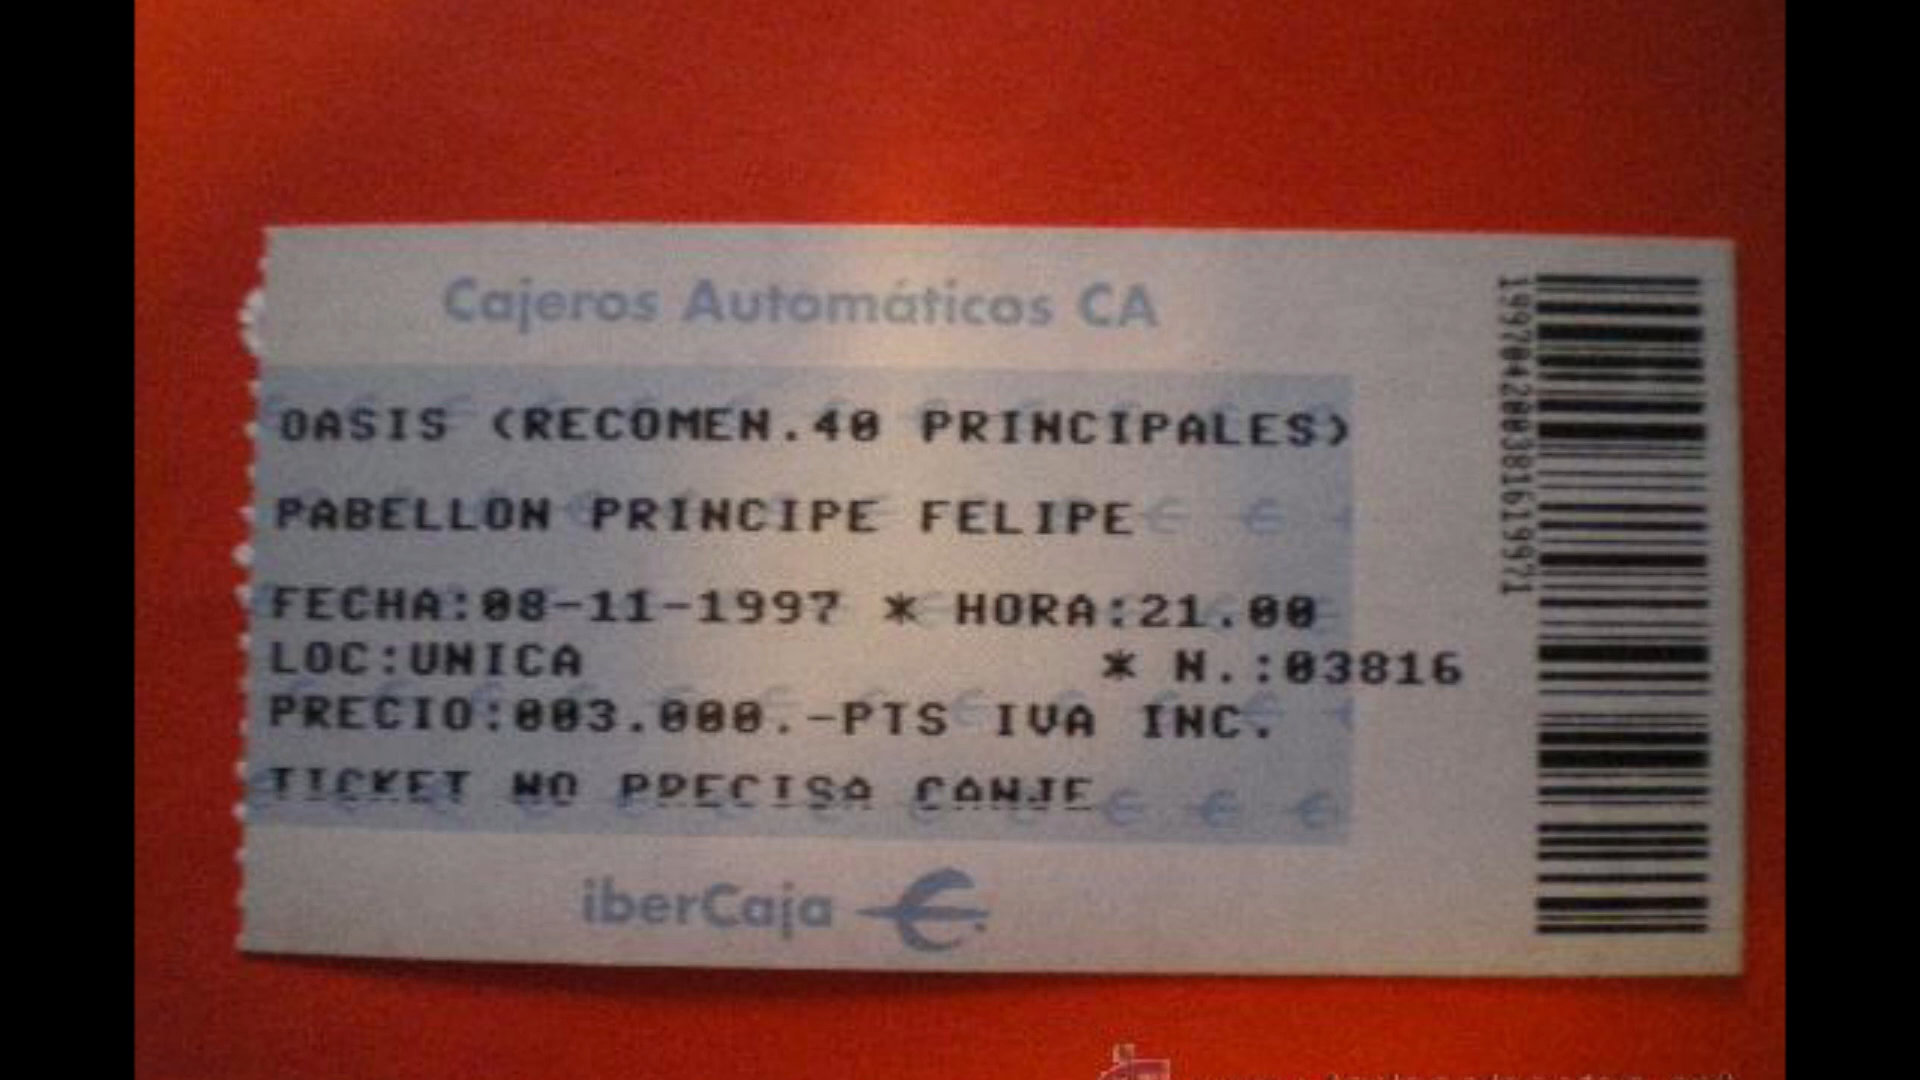 Cajeros Automáticos CA
OASIS (RECOMEN.40 PRINCIPALES)
PABELLON PRINCIPE FELIPE
FECHA:08-11-1997 * HORA:21.00
LOC:UNICA * N.:03816
PRECIO:003.000.-PTS IVA INC.
TICKET NO PRECISA CANJE
iberCaja